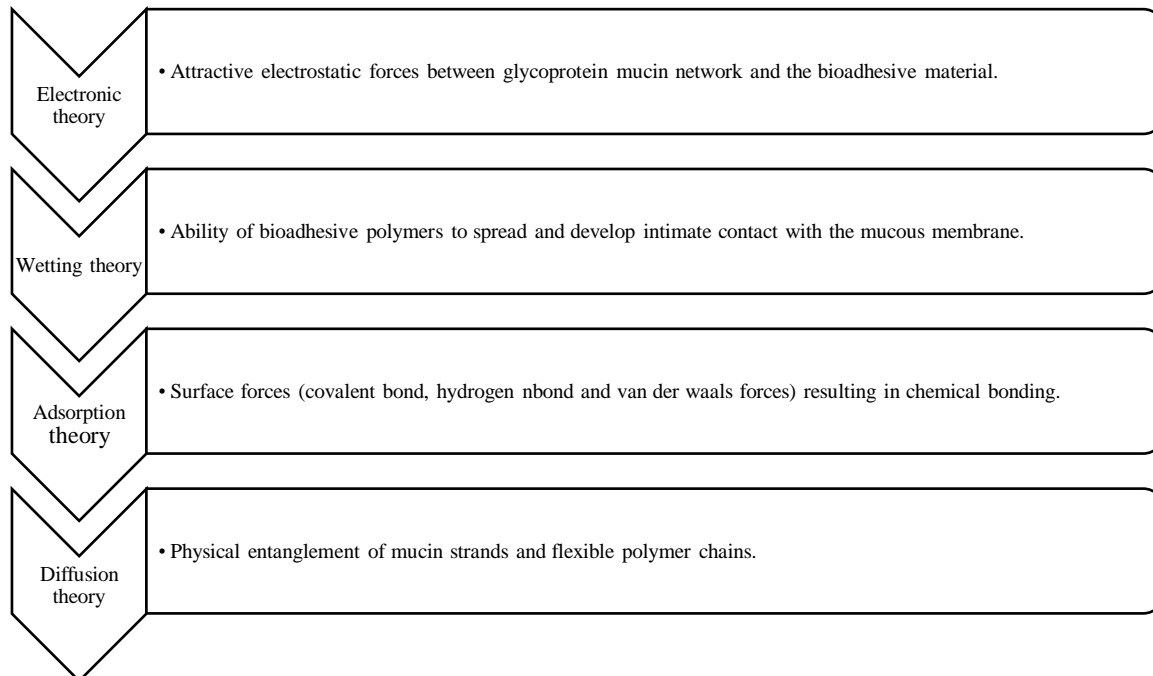 Electronic
theory
• Attractive electrostatic forces between glycoprotein mucin network and the bioadhesive material.
Wetting theory
• Ability of bioadhesive polymers to spread and develop intimate contact with the mucous membrane.
Adsorption
theory
• Surface forces (covalent bond, hydrogen nbond and van der waals forces) resulting in chemical bonding.
Diffusion
theory
• Physical entanglement of mucin strands and flexible polymer chains.